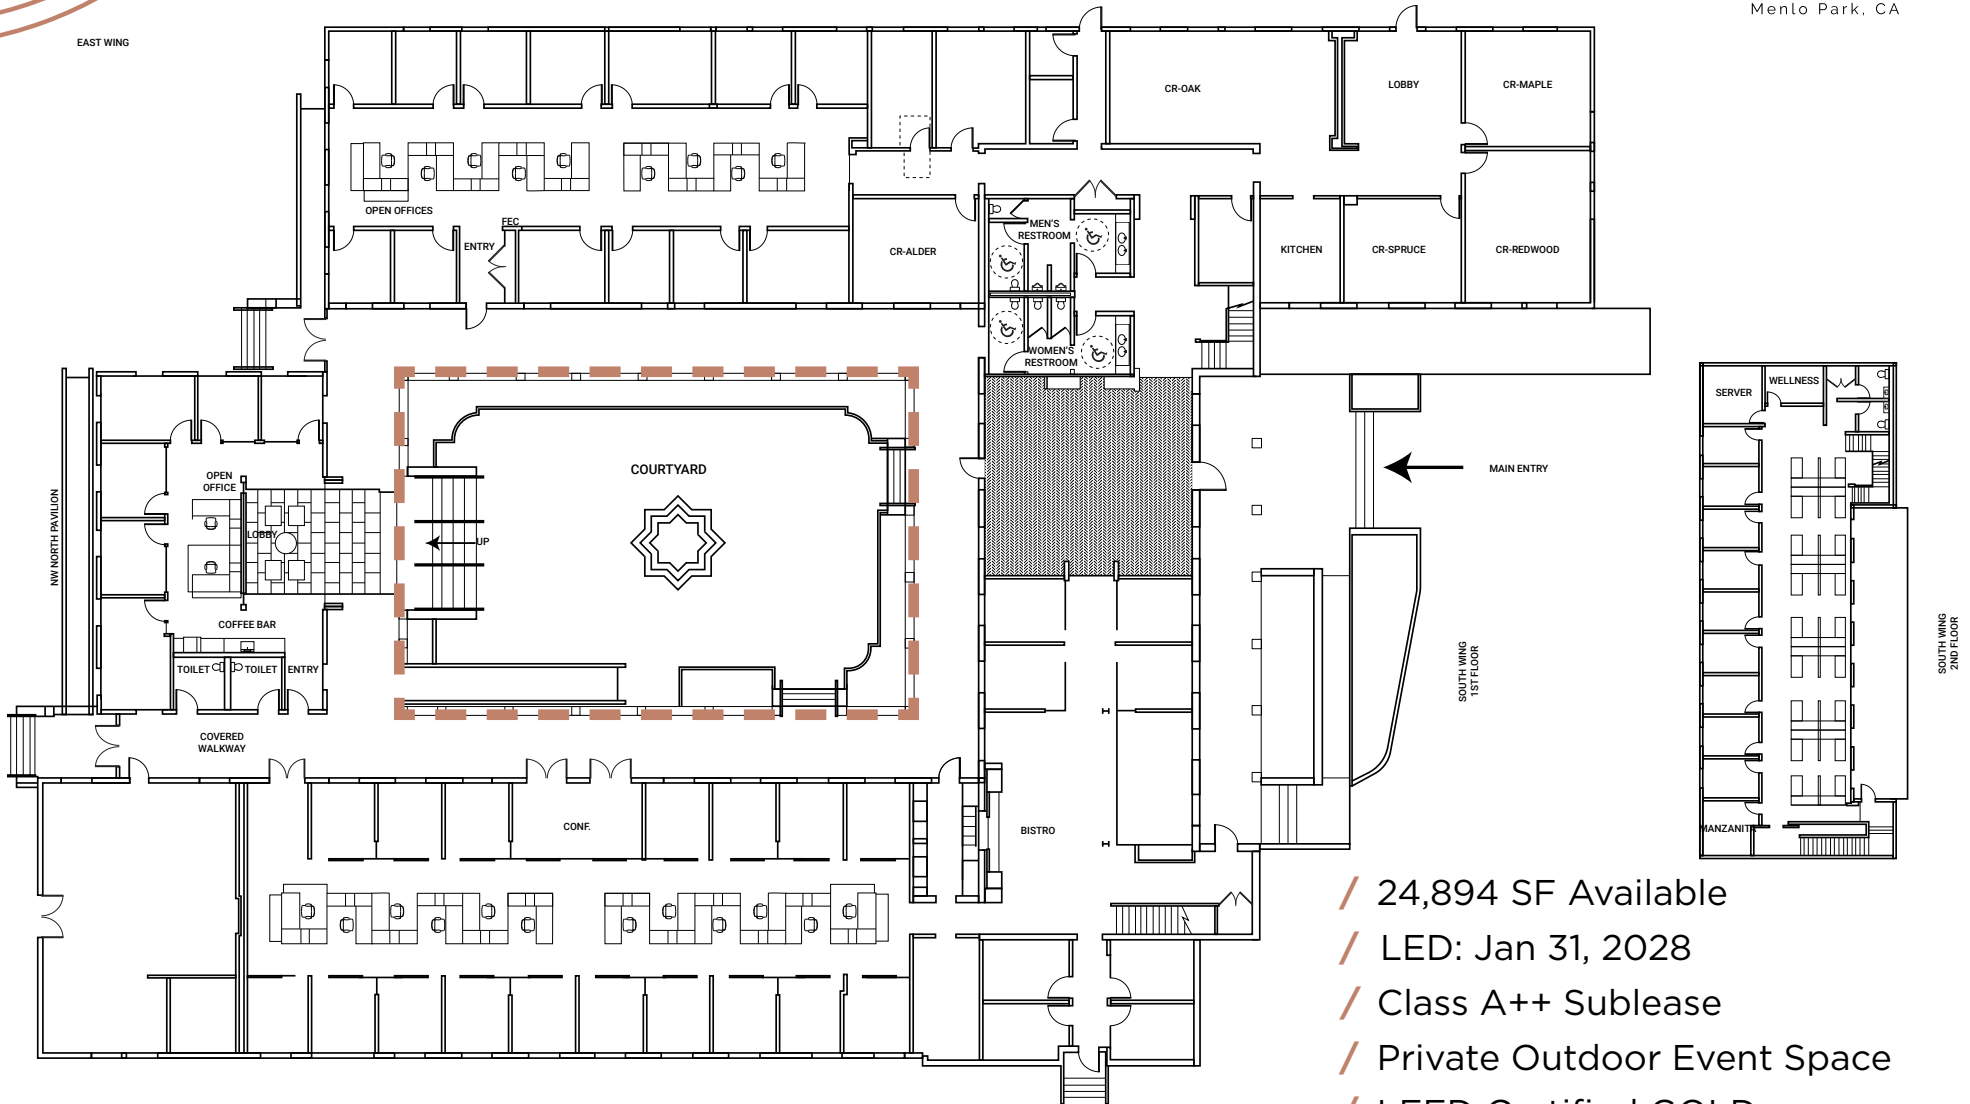 Menlo Park, CA
EAST WING
CR-OAK
LOBBY
CR-MAPLE
OPEN OFFICES
FEC
ENTRY
CR-ALDER
MEN'S
RESTROOM
KITCHEN
CR-SPRUCE
CR-REDWOOD
WOMEN'S
RESTROOM
SERVER
WELLNESS
COURTYARD
MAIN ENTRY
OPEN
OFFICE
NW NORTH PAVILION
LOBBY
UP
COFFEE BAR
TOILET
TOILET
ENTRY
SOUTH WING
1ST FLOOR
SOUTH WING
2ND FLOOR
COVERED
WALKWAY
CONF.
BISTRO
MANZANITA
/ 24,894 SF Available
/ LED: Jan 31, 2028
/ Class A++ Sublease
/ Private Outdoor Event Space
/ LEED Certified GOLD